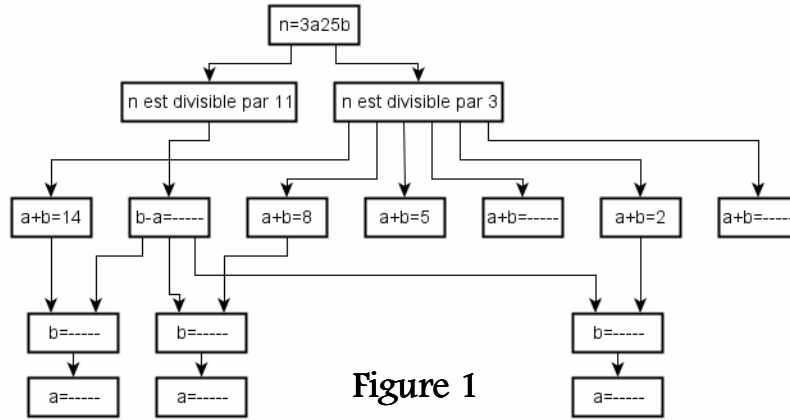 n=3a25b
n est divisible par 11
n est divisible par 3
a+b=14
b-a=-----
a+b=8
a+b=5
a+b=-----
a+b=2
a+b=-----
b=-----
b=-----
b=-----
a=-----
a=-----
a=-----
Figure 1